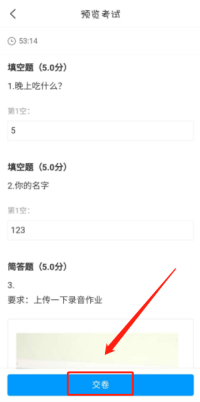 预览考试
53:14
填空题（5.0分）
1.晚上吃什么？
第1空：
5
填空题（5.0分）
2.你的名字
第1空：
123
简答题（5.0分）
3.
要求：上传一下录音作业
交卷